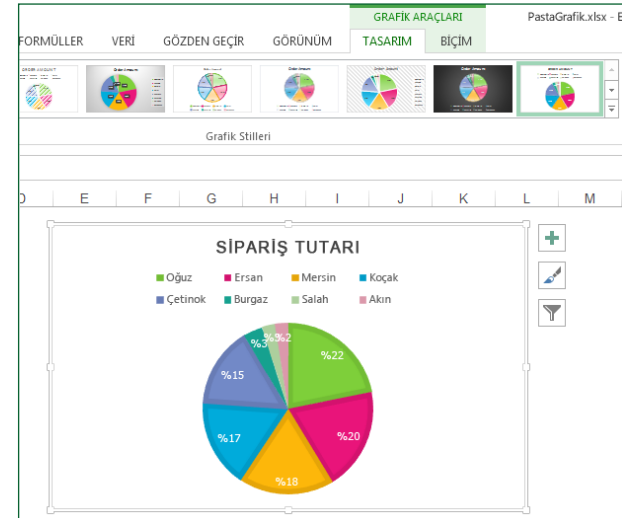 GRAFİK ARAÇLARI PastaGrafik.xlsx - E
FORMÜLLER VERİ GÖZDEN GEÇİR GÖRÜNÜM TASARIM BİÇİM
Grafik Stilleri
E F G H I J K L M
SİPARİŞ TUTARI
Oğuz Ersan Mersin Koçak
Çetinok Burgaz Salah Akın
%3 %2
%22
%15
%20
%17
%18